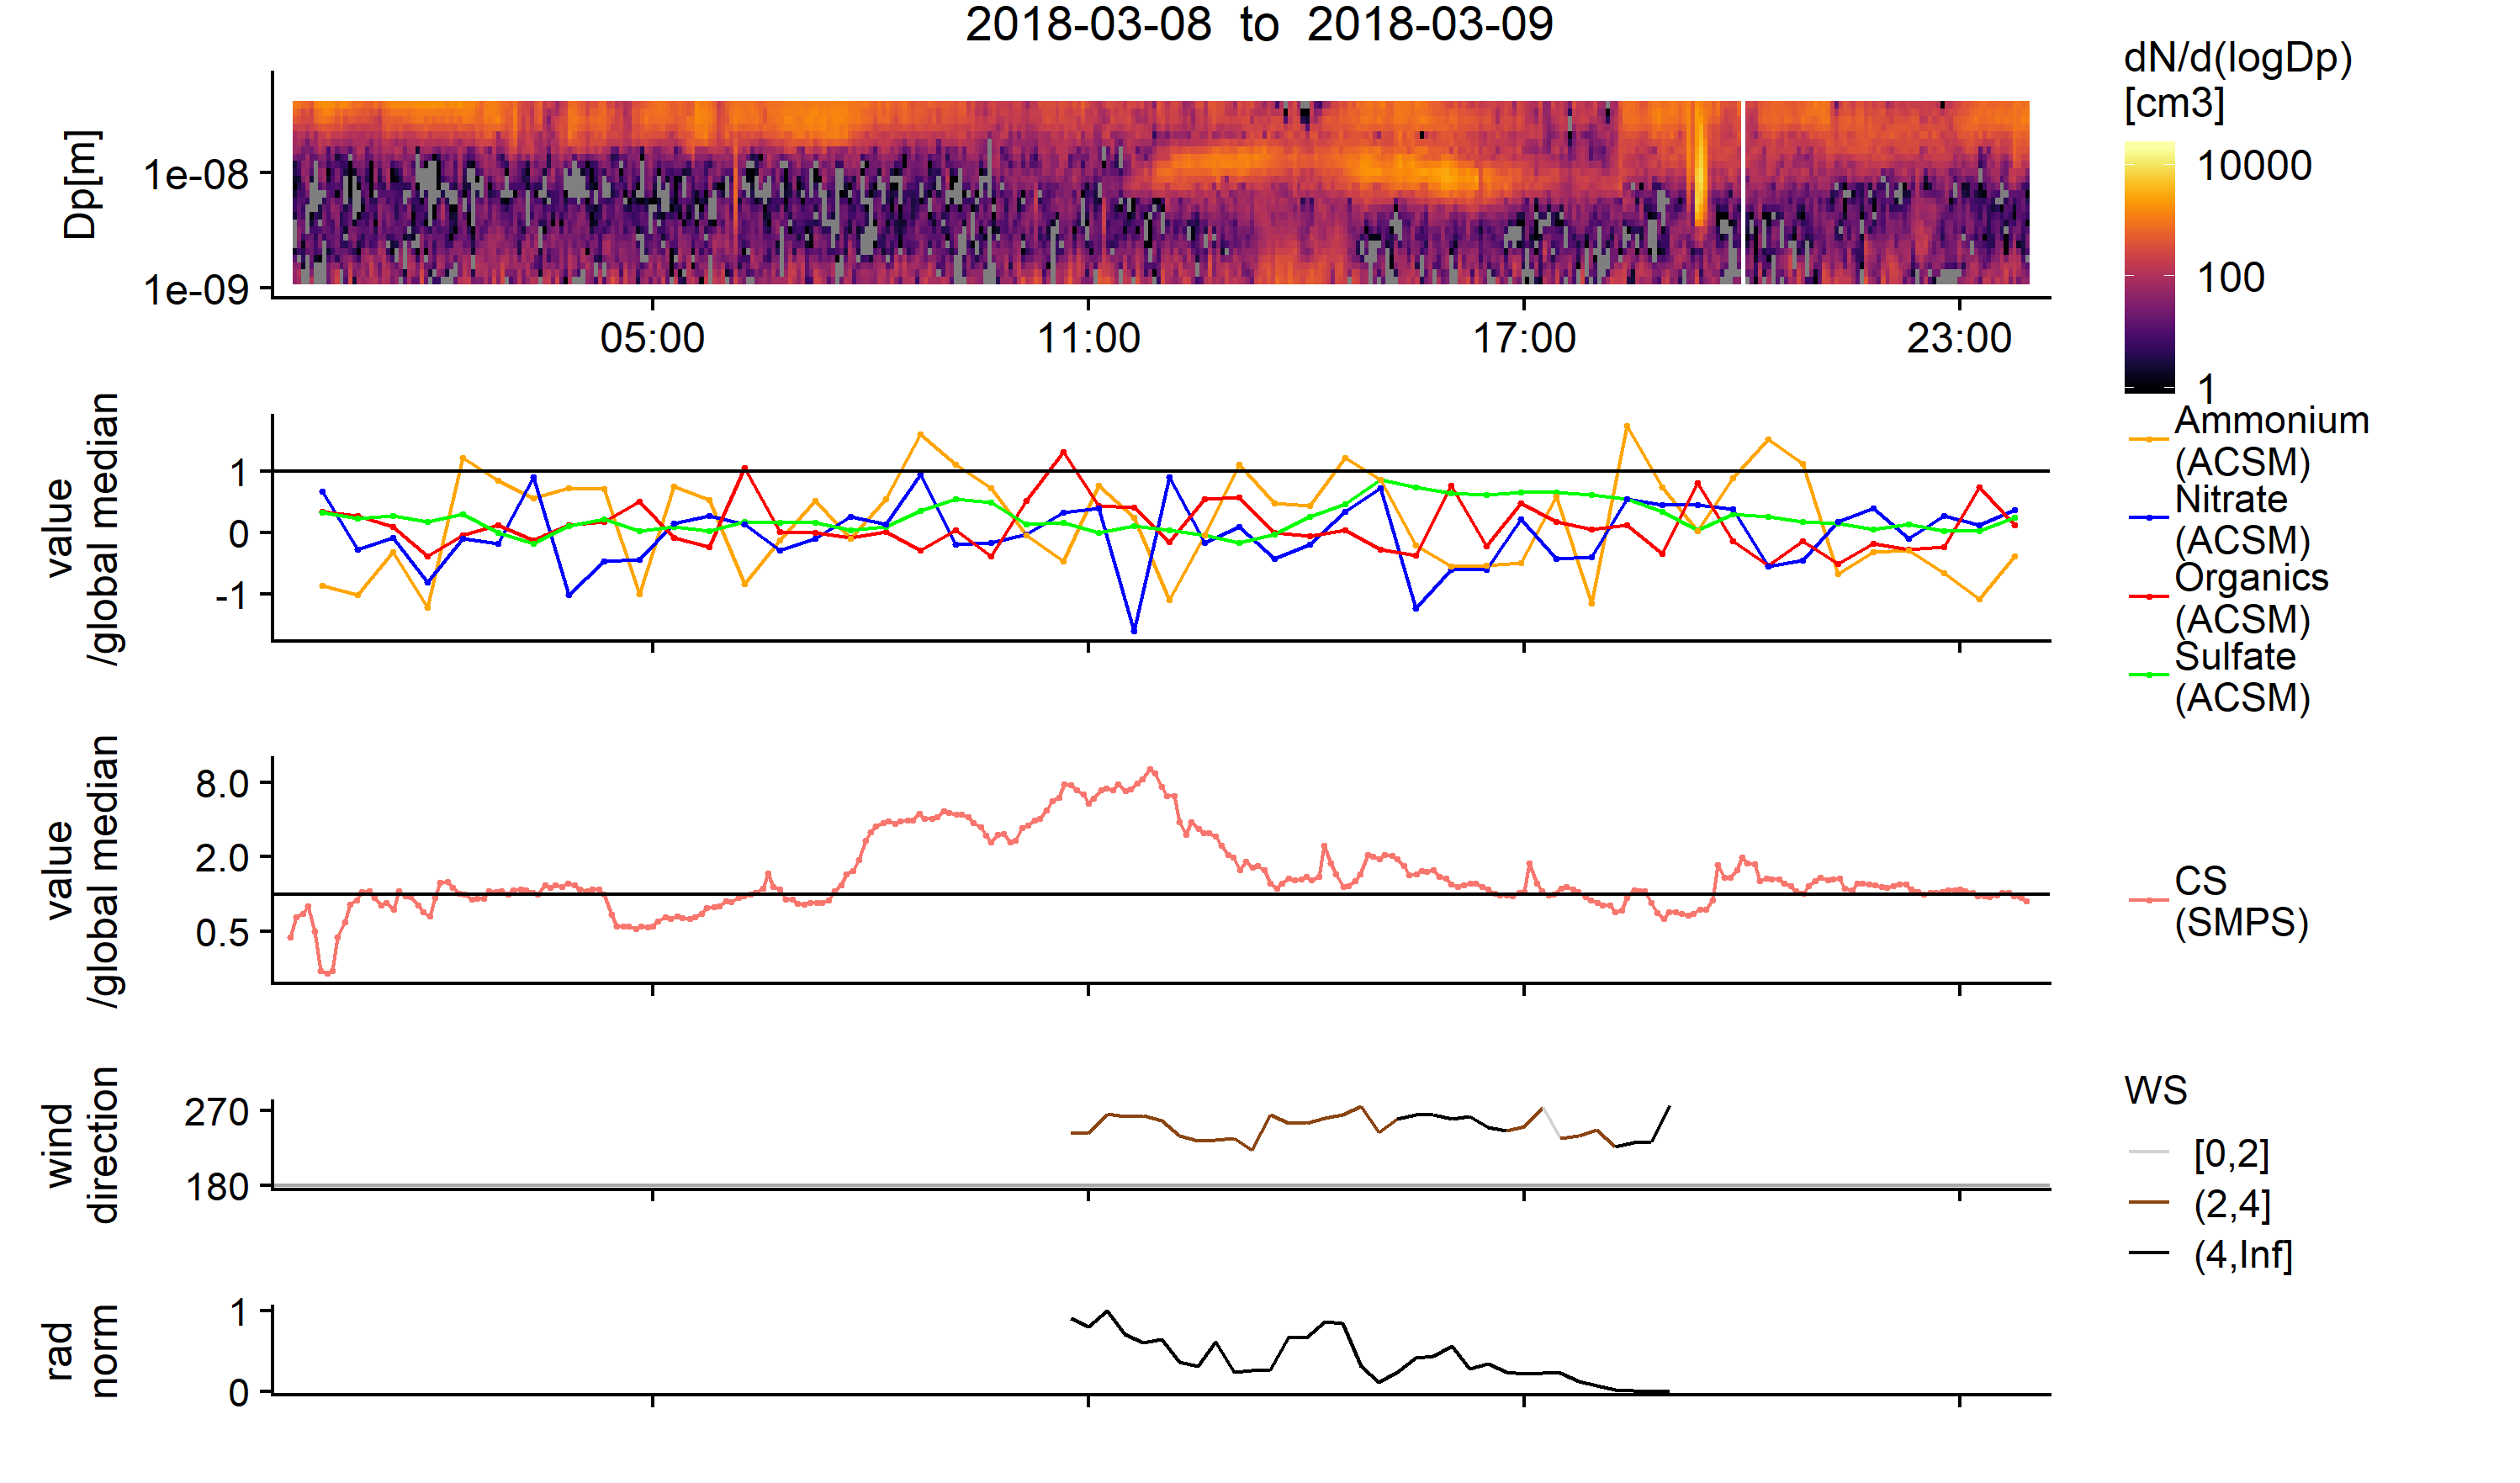 2018-03-08 to 2018-03-09
dN/d(logDp)
[cm3]
10000
100
1
Dp[m]
1e-08
1e-09
05:00
11:00
17:00
23:00
value
/global median
1
0
-1
Ammonium
(ACSM)
Nitrate
(ACSM)
Organics
(ACSM)
Sulfate
(ACSM)
value
/global median
8.0
2.0
0.5
CS
(SMPS)
wind
direction
270
180
WS
[0,2]
(2,4]
(4,Inf]
rad
norm
1
0